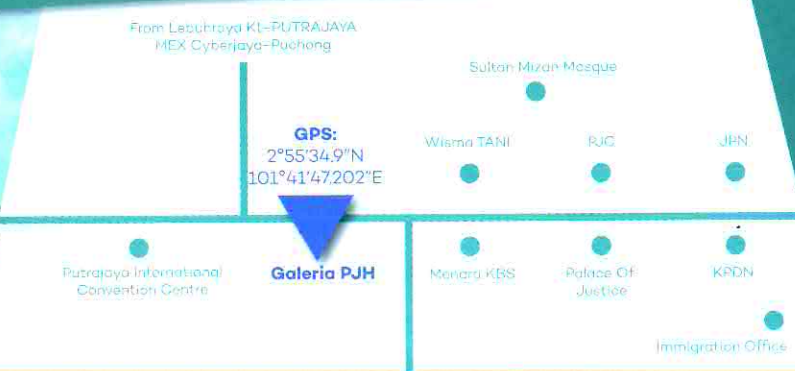 From Lebuhraya KL-PUTRAJAYA
MEX Cyberjaya-Puchong
Sultan Mizan Mosque
GPS:
2°55'34.9"N
101°41'47.202"E
Wisma TANI
PJC
JPN
Putrajaya International
Convention Centre
Galeria PJH
Menara KBS
Palace Of
Justice
KPDN
Immigration Office